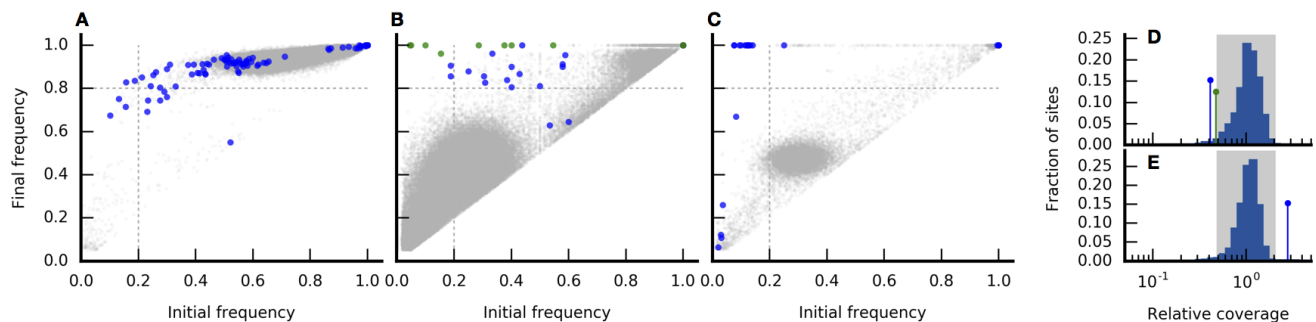 A
B
C
Final frequency
1.0
0.8
0.6
0.4
0.2
0.0
0.0 0.2 0.4 0.6 0.8 1.0
0.0 0.2 0.4 0.6 0.8 1.0
0.0 0.2 0.4 0.6 0.8 1.0
Initial frequency
Initial frequency
Initial frequency
D
Fraction of sites
0.25
0.20
0.15
0.10
0.05
0.00
E
0.25
0.20
0.15
0.10
0.05
0.00
10⁻¹ 10⁰
Relative coverage